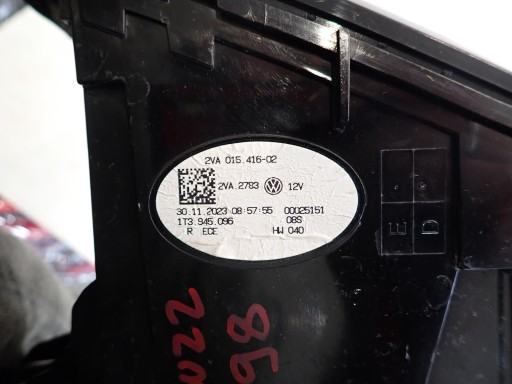 2VA 015.416-02
2VA.2783 12V
30.11.2023 08:57:55 00025151
1T3.945.096 08S
R ECE HW 040
E D
98